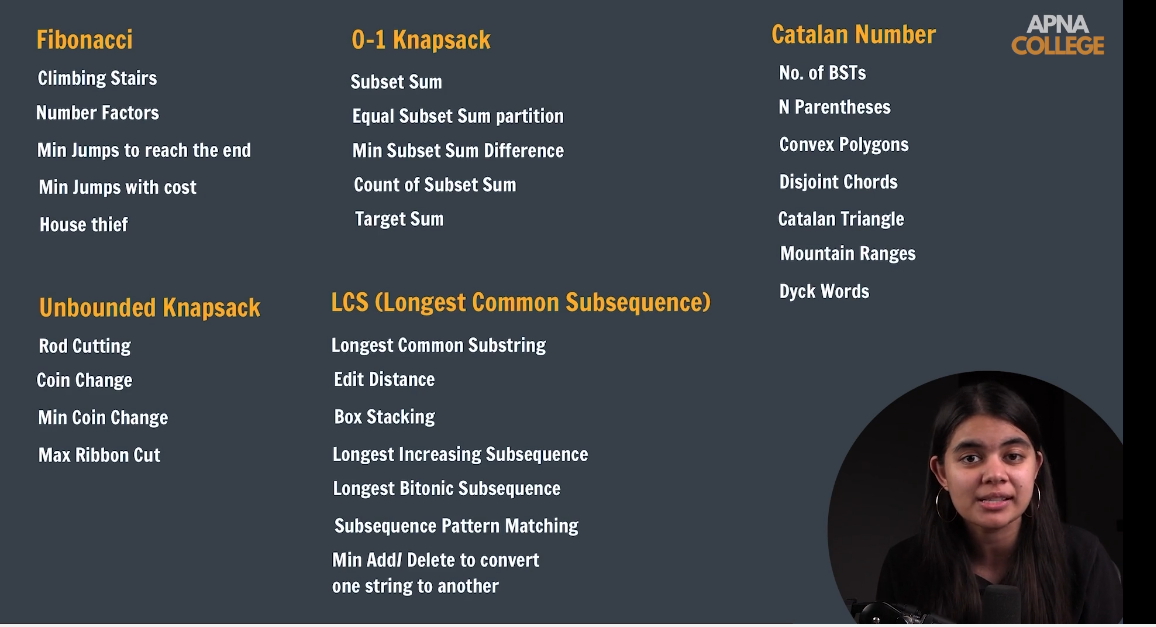 Fibonacci
Climbing Stairs
Number Factors
Min Jumps to reach the end
Min Jumps with cost
House thief
0-1 Knapsack
Subset Sum
Equal Subset Sum partition
Min Subset Sum Difference
Count of Subset Sum
Target Sum
Catalan Number
No. of BSTs
N Parentheses
Convex Polygons
Disjoint Chords
Catalan Triangle
Mountain Ranges
Dyck Words
APNA
COLLEGE
Unbounded Knapsack
Rod Cutting
Coin Change
Min Coin Change
Max Ribbon Cut
LCS (Longest Common Subsequence)
Longest Common Substring
Edit Distance
Box Stacking
Longest Increasing Subsequence
Longest Bitonic Subsequence
Subsequence Pattern Matching
Min Add/ Delete to convert
one string to another